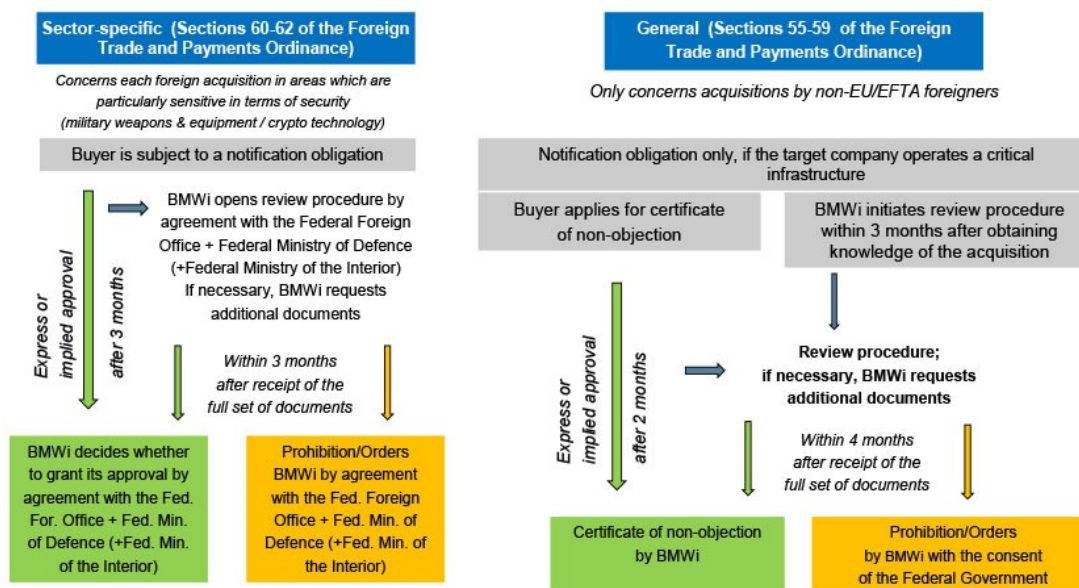 Sector-specific (Sections 60-62 of the Foreign
Trade and Payments Ordinance)
Concerns each foreign acquisition in areas which are
particularly sensitive in terms of security
(military weapons & equipment / crypto technology)
Buyer is subject to a notification obligation
Express or
implied approval
after 3 months
BMWi opens review procedure by
agreement with the Federal Foreign
Office + Federal Ministry of Defence
(+Federal Ministry of the Interior)
If necessary, BMWi requests
additional documents
Within 3 months
after receipt of the
full set of documents
BMWi decides whether
to grant its approval by
agreement with the Fed.
For. Office + Fed. Min.
of Defence (+Fed. Min.
of the Interior)
Prohibition/Orders
BMWi by agreement
with the Fed. Foreign
Office + Fed. Min. of
Defence (+Fed. Min. of
the Interior)
General (Sections 55-59 of the Foreign
Trade and Payments Ordinance)
Only concerns acquisitions by non-EU/EFTA foreigners
Notification obligation only, if the target company operates a critical
infrastructure
Buyer applies for certificate
of non-objection
BMWi initiates review procedure
within 3 months after obtaining
knowledge of the acquisition
Express or
implied approval
after 2 months
Review procedure;
if necessary, BMWi requests
additional documents
Within 4 months
after receipt of the
full set of documents
Certificate of non-objection
by BMWi
Prohibition/Orders
by BMWi with the consent
of the Federal Government